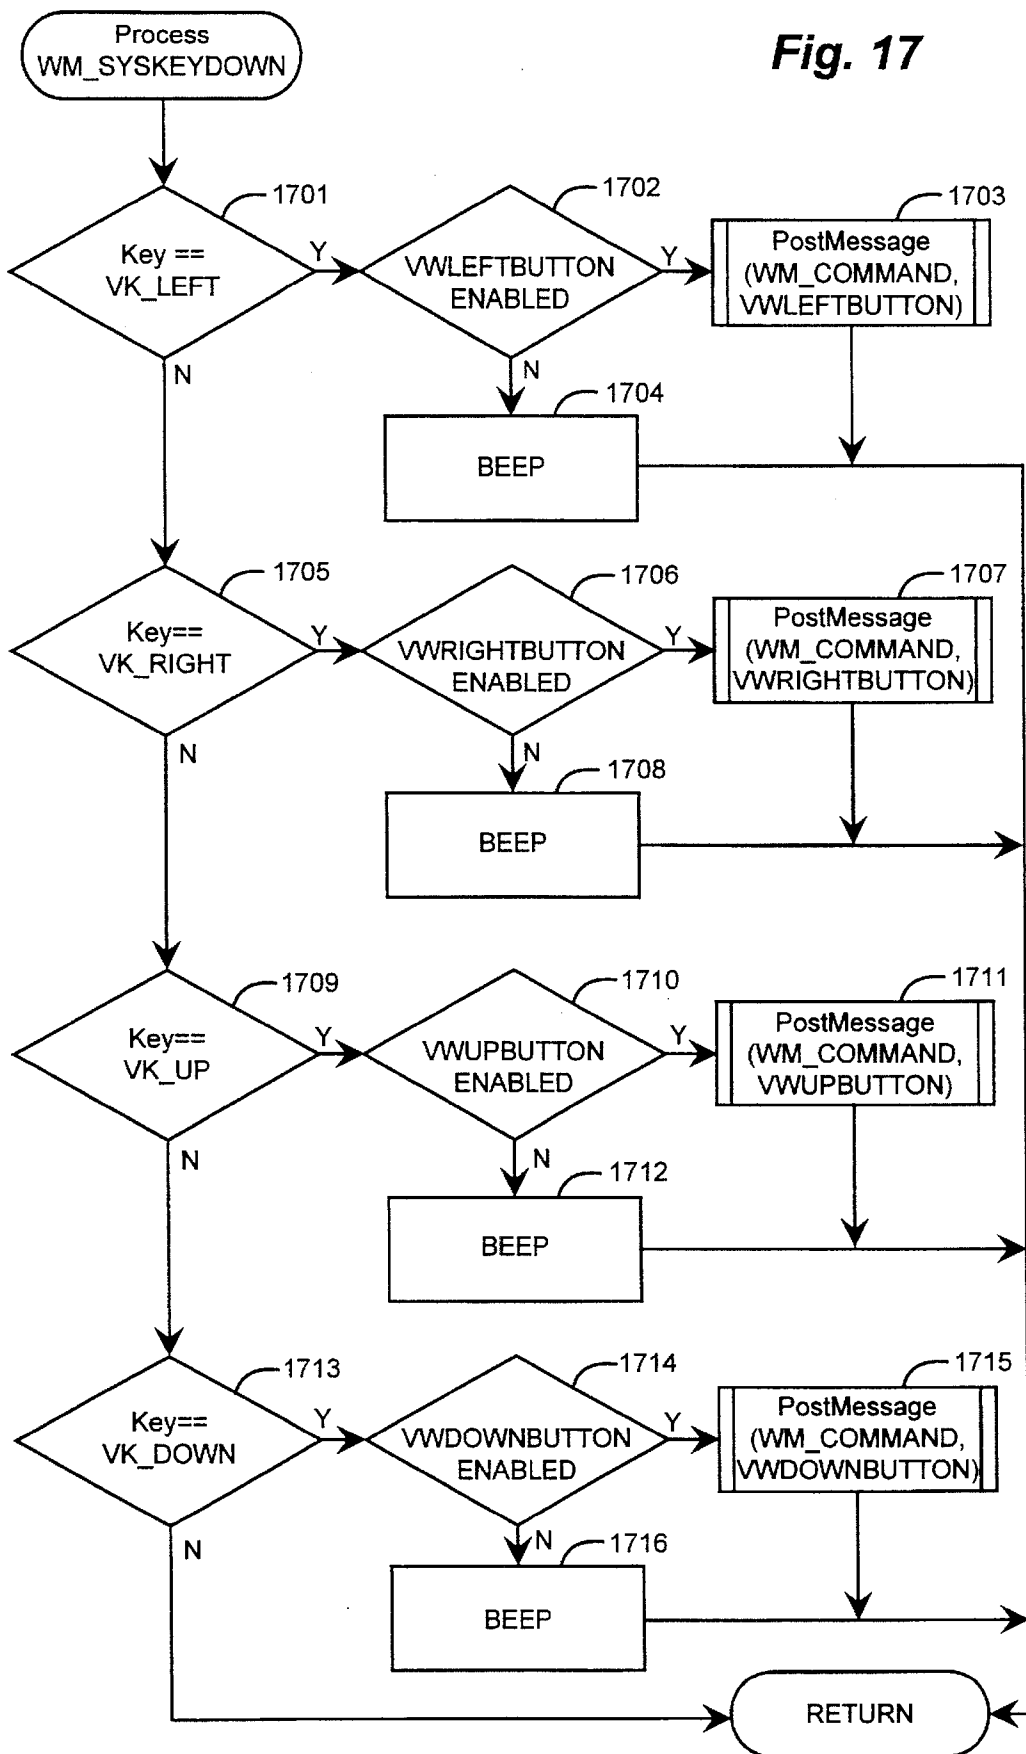 Process
WM_SYSKEYDOWN
Fig. 17
1701
Key ==
VK_LEFT
Y
N
1702
VWLEFTBUTTON
ENABLED
Y
N
1703
PostMessage
(WM_COMMAND,
VWLEFTBUTTON)
1704
BEEP
1705
Key==
VK_RIGHT
Y
N
1706
VWRIGHTBUTTON
ENABLED
Y
N
1707
PostMessage
(WM_COMMAND,
VWRIGHTBUTTON)
1708
BEEP
1709
Key==
VK_UP
Y
N
1710
VWUPBUTTON
ENABLED
Y
N
1711
PostMessage
(WM_COMMAND,
VWUPBUTTON)
1712
BEEP
1713
Key==
VK_DOWN
Y
N
1714
VWDOWNBUTTON
ENABLED
Y
N
1715
PostMessage
(WM_COMMAND,
VWDOWNBUTTON)
1716
BEEP
RETURN